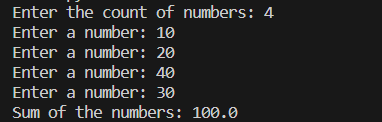 Enter the count of numbers: 4
Enter a number: 10
Enter a number: 20
Enter a number: 40
Enter a number: 30
Sum of the numbers: 100.0